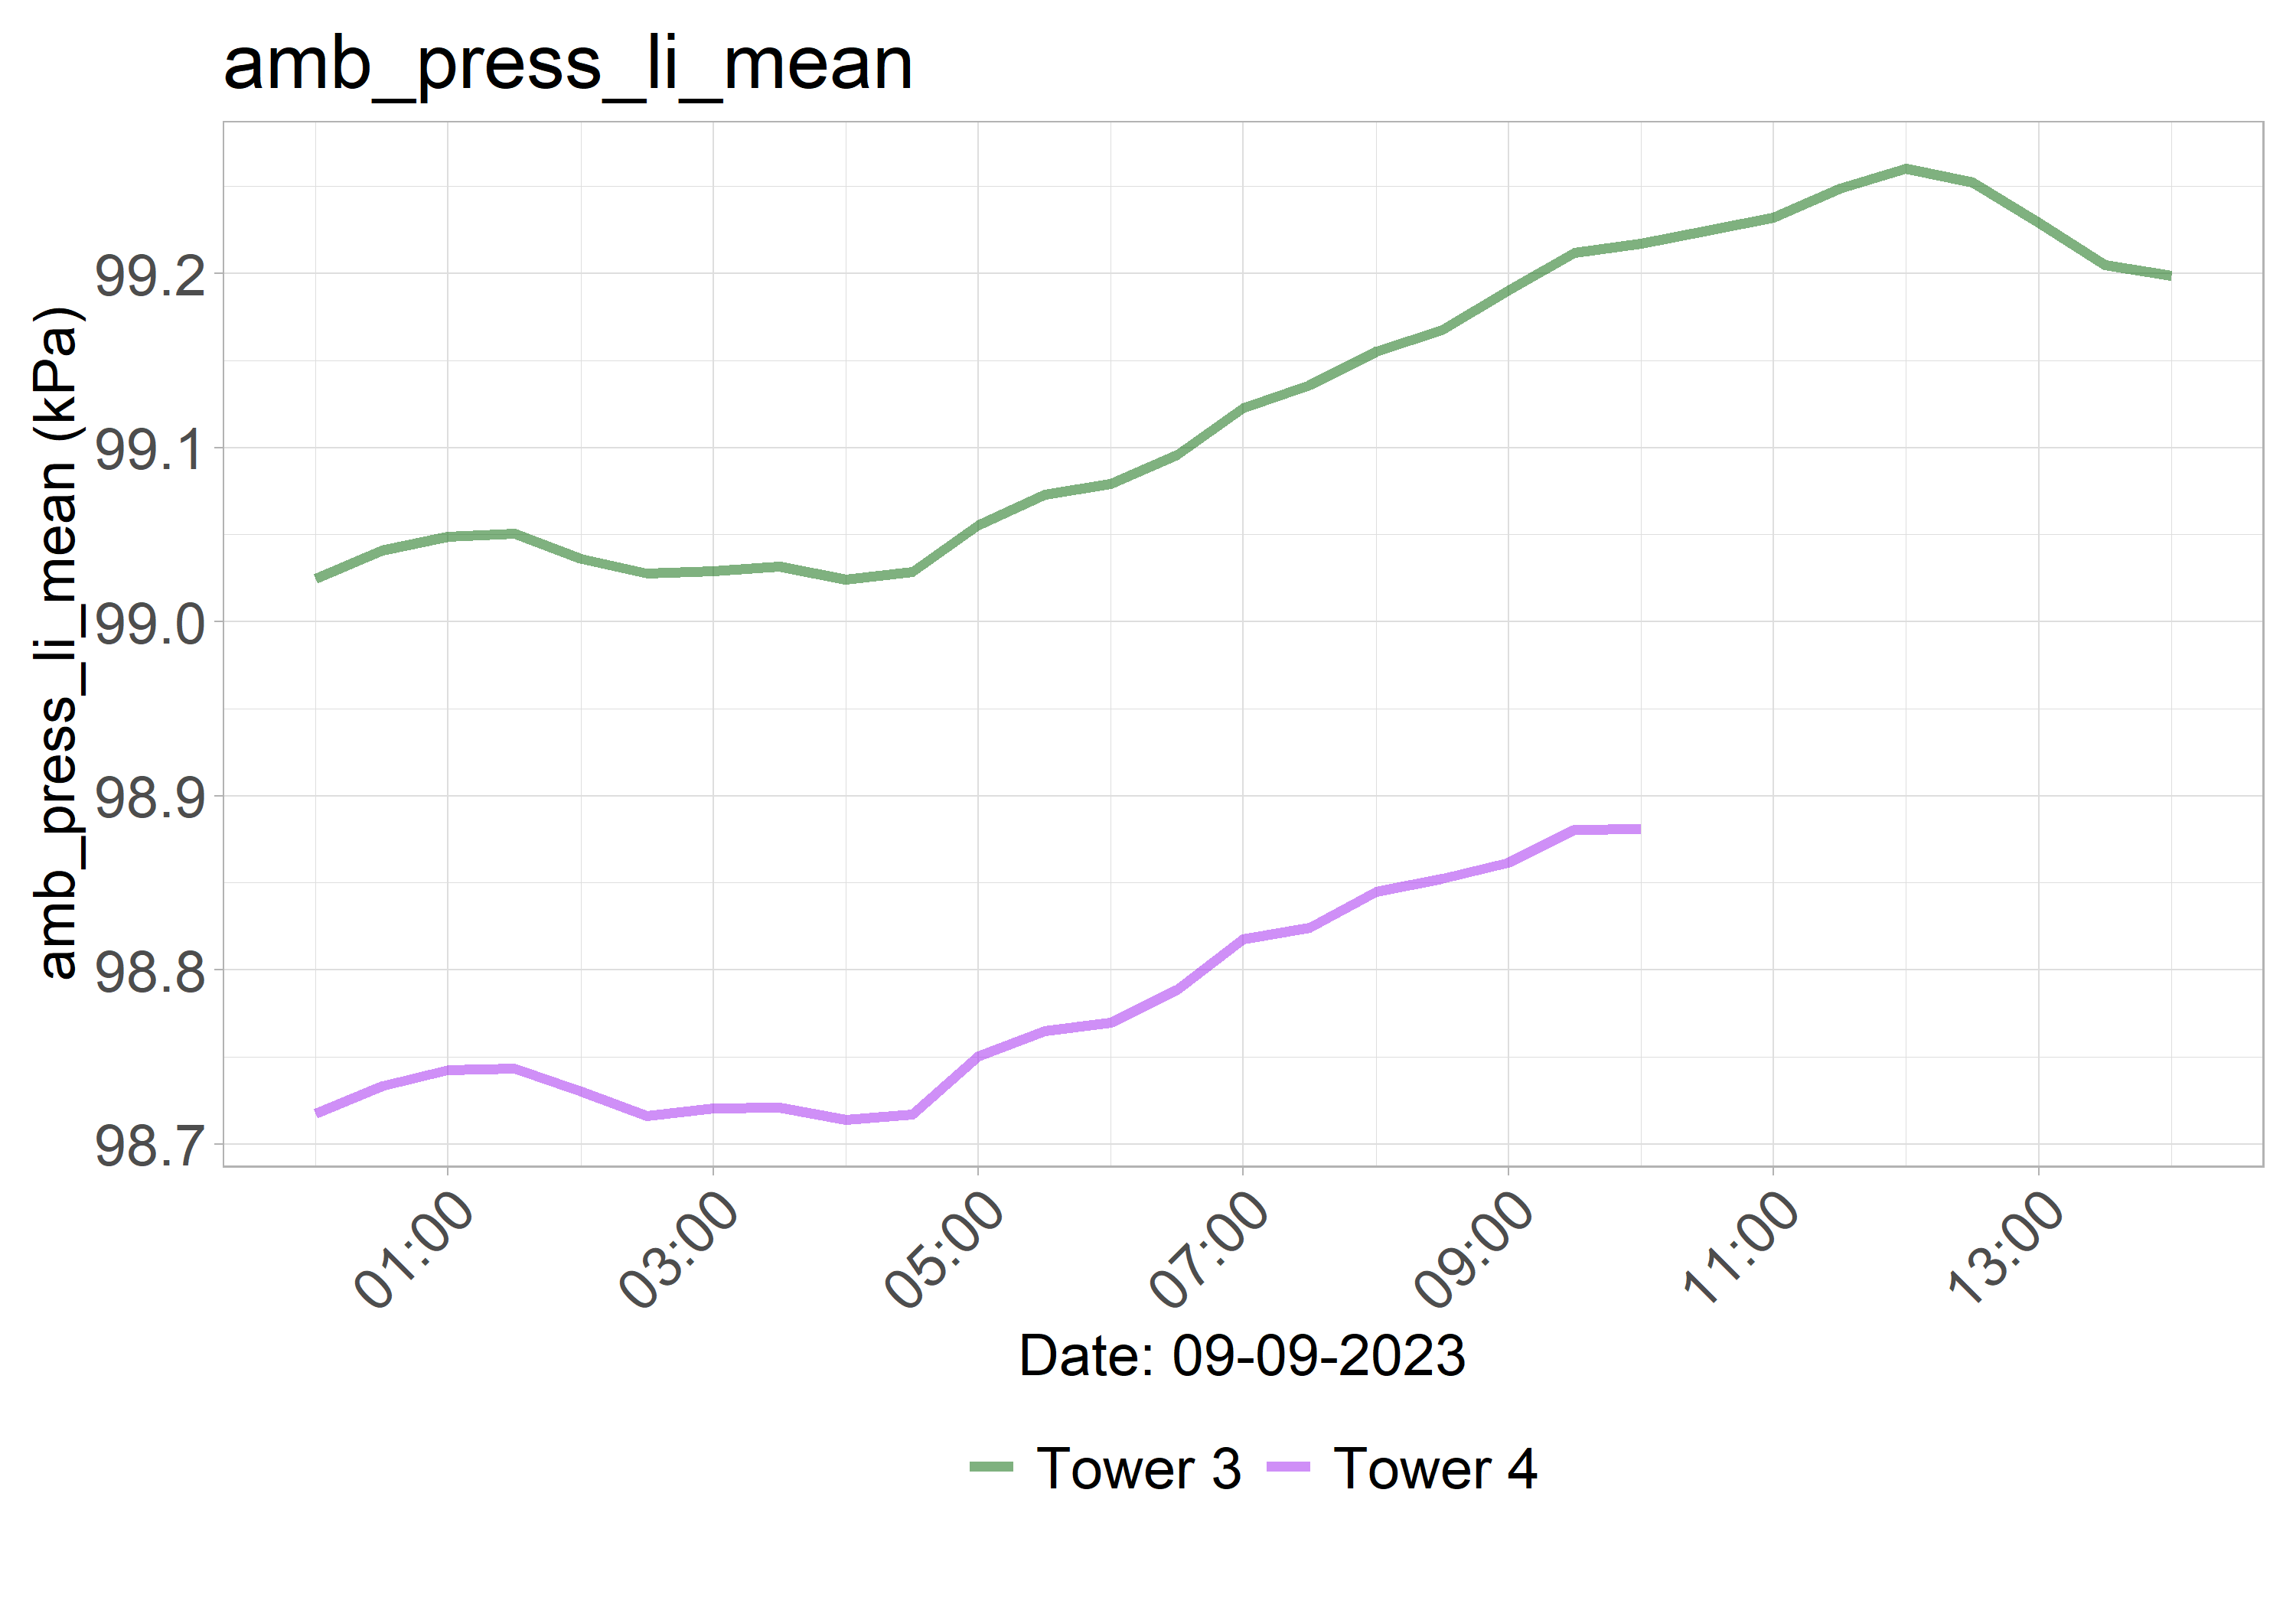 amb_press_li_mean
amb_press_li_mean (kPa)
99.2
99.1
99.0
98.9
98.8
98.7
01:00
03:00
05:00
07:00
09:00
11:00
13:00
Date: 09-09-2023
Tower 3
Tower 4